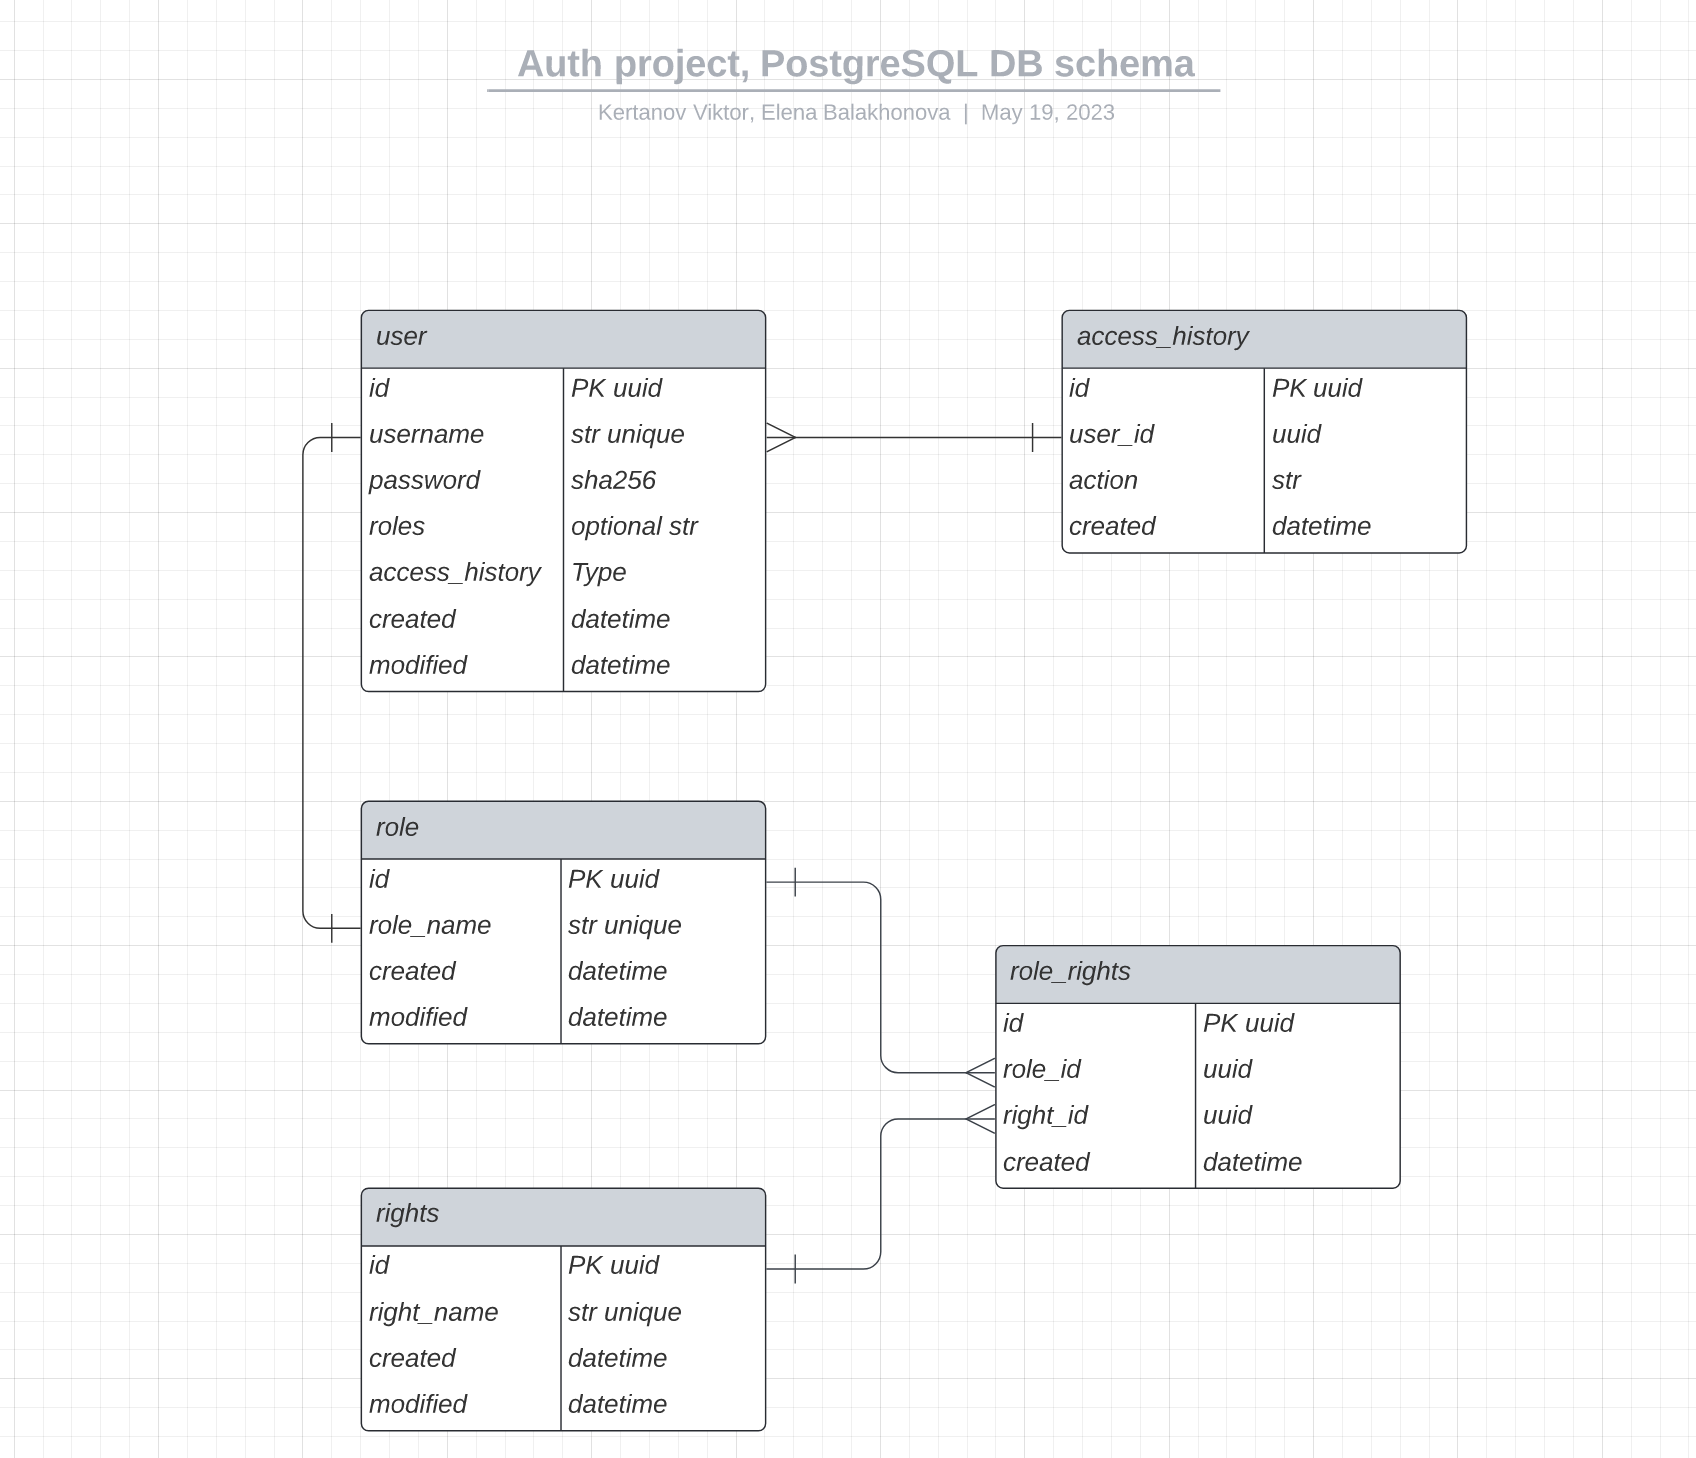 Auth project, PostgreSQL DB schema
Kertanov Viktor, Elena Balakhonova | May 19, 2023
user
id PK uuid
username str unique
password sha256
roles optional str
access_history Type
created datetime
modified datetime
access_history
id PK uuid
user_id uuid
action str
created datetime
role
id PK uuid
role_name str unique
created datetime
modified datetime
role_rights
id PK uuid
role_id uuid
right_id uuid
created datetime
rights
id PK uuid
right_name str unique
created datetime
modified datetime